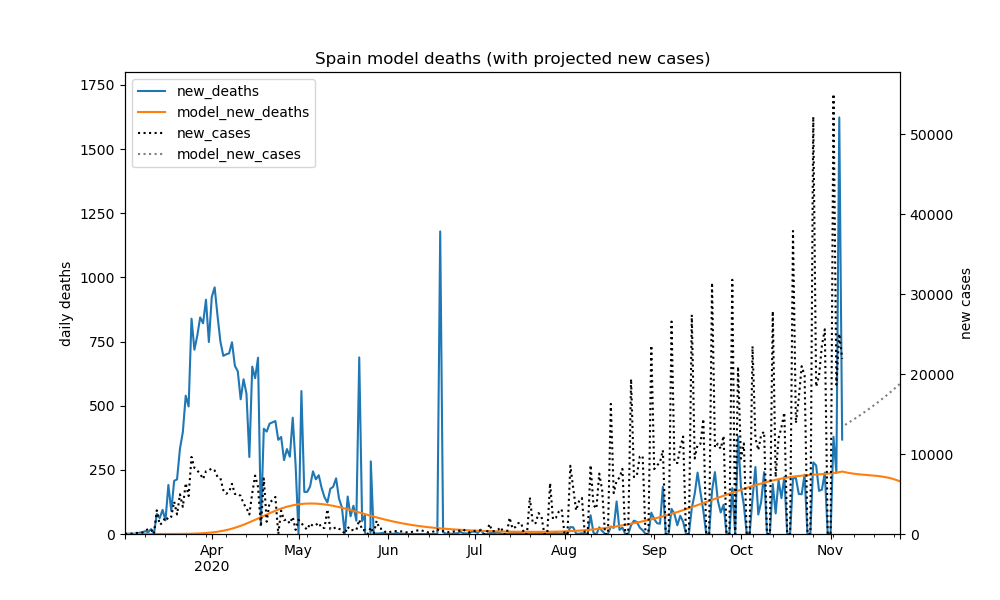 Spain model deaths (with projected new cases)
new_deaths
model_new_deaths
new_cases
model_new_cases
daily deaths
1750
1500
1250
1000
750
500
250
0
new cases
50000
40000
30000
20000
10000
0
Apr
2020
May
Jun
Jul
Aug
Sep
Oct
Nov